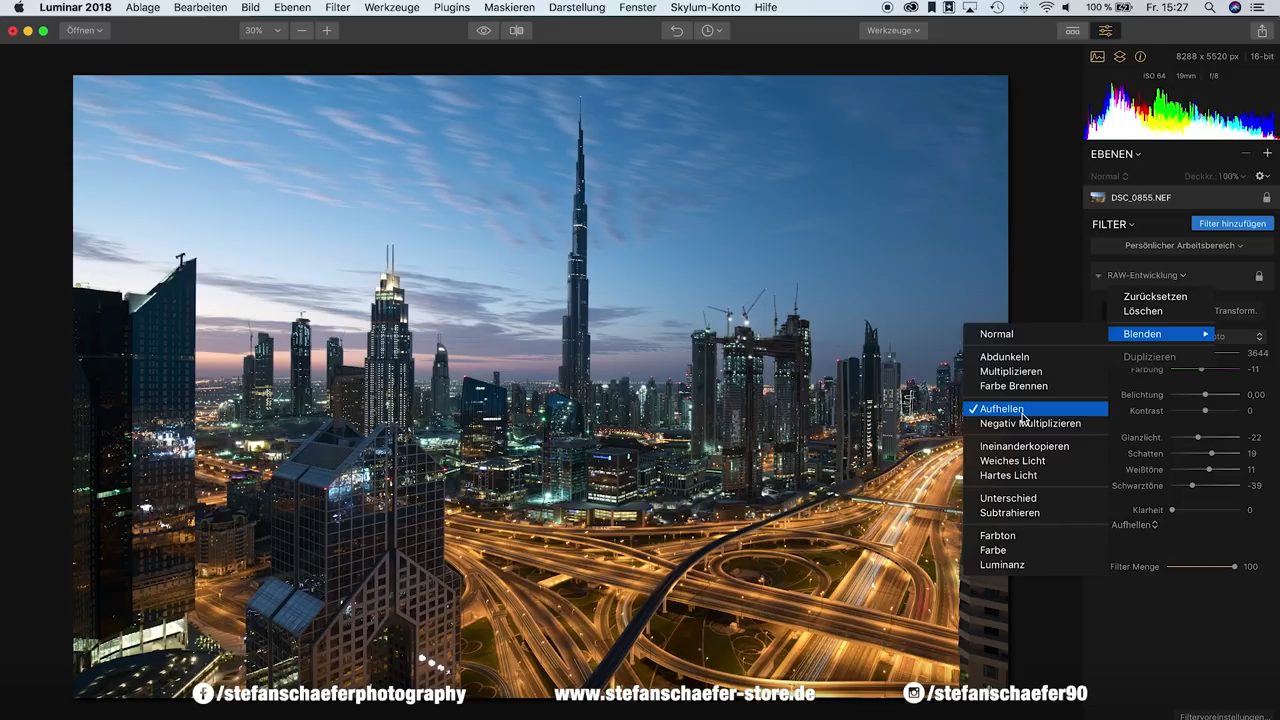 Luminar 2018 Ablage Bearbeiten Bild Ebenen Filter Werkzeuge Plugins Maskieren Darstellung Fenster Skylum-Konto Hilfe 100 % Fr. 15:27
Öffnen 30% Werkzeuge
8288 x 5520 px 16-bit
ISO 64 19mm f/8
EBENEN
Normal Deckkr.: 100%
DSC_0855.NEF
FILTER Filter hinzufügen
Persönlicher Arbeitsbereich
RAW-Entwicklung
Zurücksetzen
Löschen Transform.
Normal Blenden
Abdunkeln Duplizieren 3644
Multiplizieren Färbung -11
Farbe Brennen
Belichtung 0,00
Aufhellen Kontrast 0
Negativ Multiplizieren
Glanzlicht. -22
Ineinanderkopieren Schatten 19
Weiches Licht Weißtöne 11
Hartes Licht
Schwarztöne -39
Unterschied
Subtrahieren Klarheit 0
Aufhellen
Farbton
Farbe
Luminanz Filter Menge 100
/stefanschaeferphotography www.stefanschaefer-store.de /stefanschaefer90
Filtervoreinstellungen...